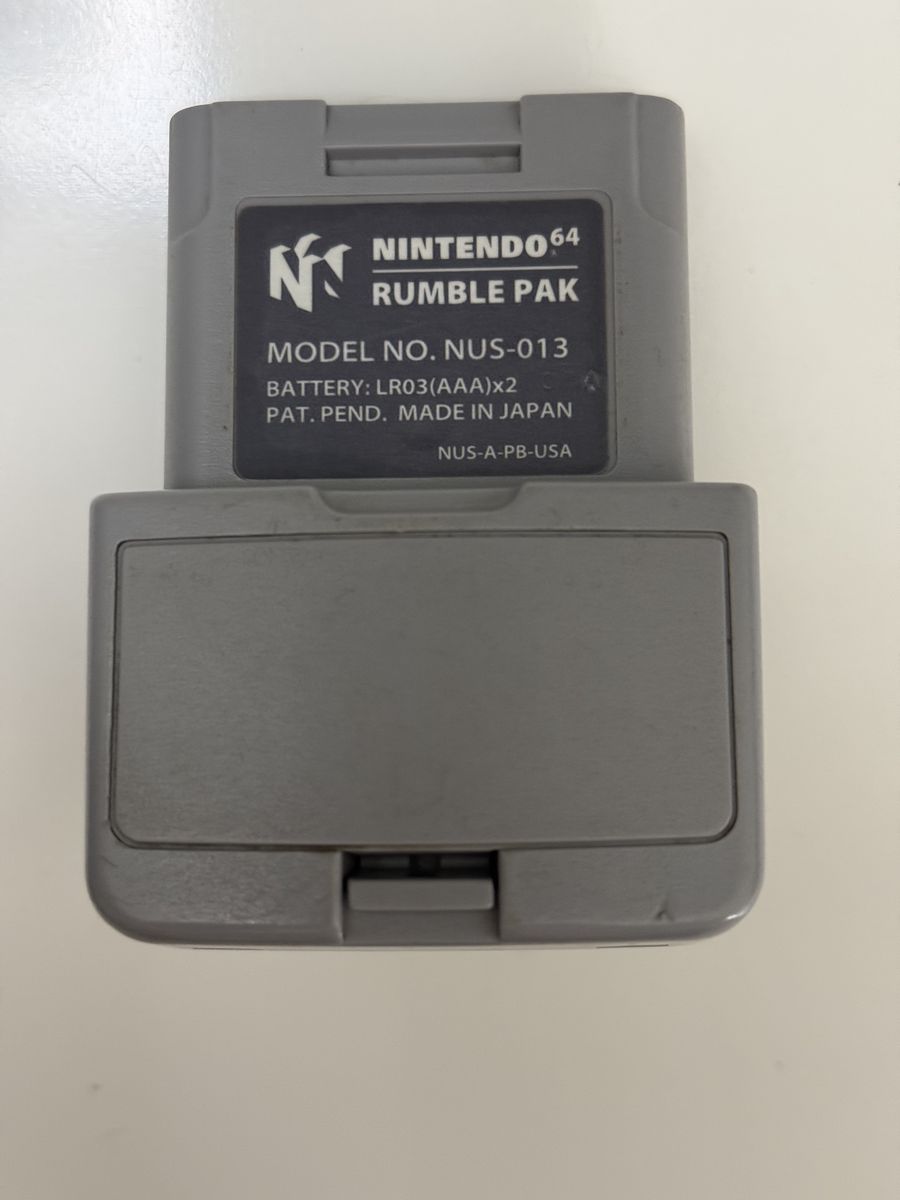 NINTENDO64
RUMBLE PAK
MODEL NO. NUS-013
BATTERY: LR03(AAA)x2
PAT. PEND. MADE IN JAPAN
NUS-A-PB-USA